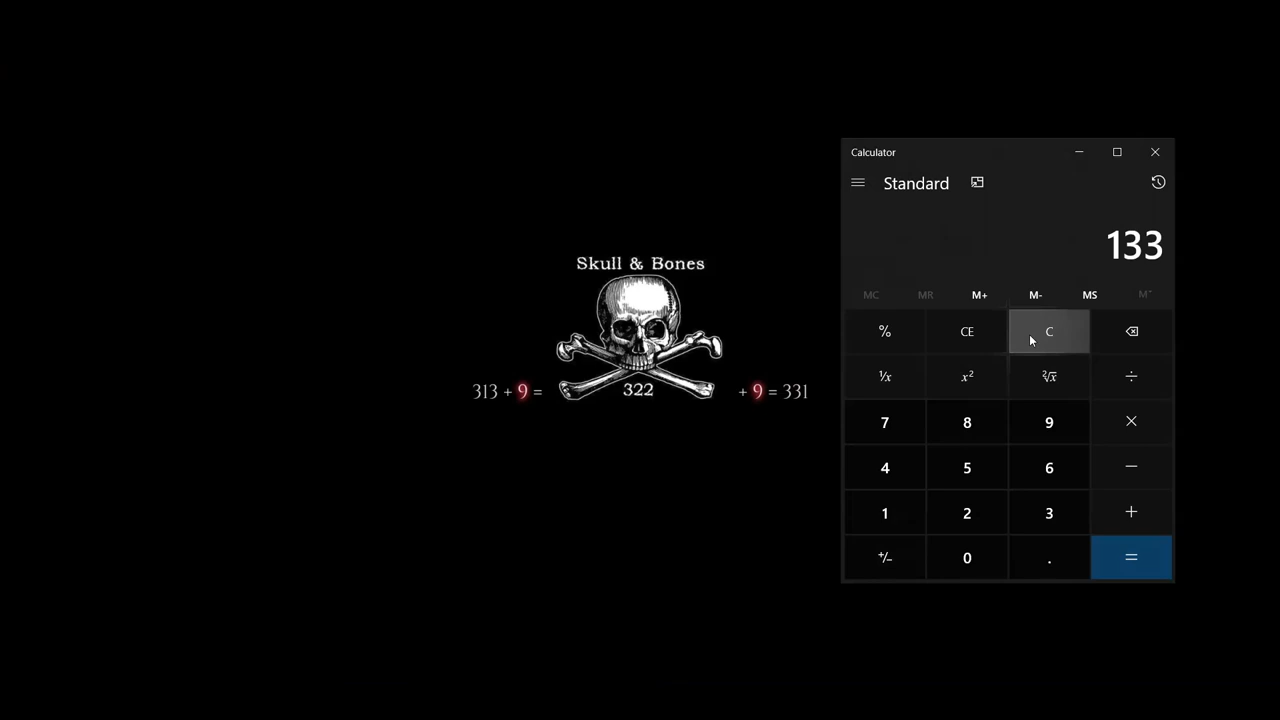 Calculator
Standard
133
MC MR M+ M- MS M˅
% CE C
¹/x x² ²√x ÷
7 8 9 ×
4 5 6 −
1 2 3 +
+/− 0 . =
Skull & Bones
313 + 9 = 322 + 9 = 331